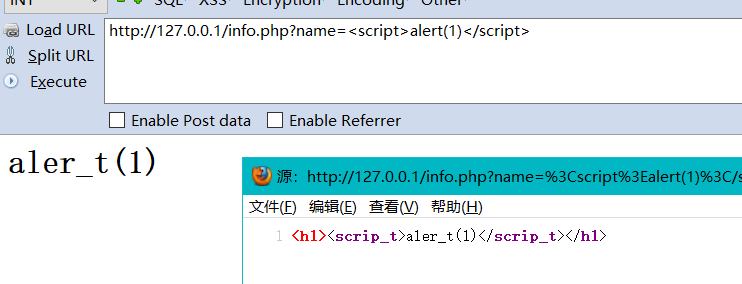 INT SQL XSS Encryption Encoding Other
Load URL
http://127.0.0.1/info.php?name=<script>alert(1)</script>
Split URL
Execute
Enable Post data Enable Referrer
aler_t(1)
源: http://127.0.0.1/info.php?name=%3Cscript%3Ealert(1)%3C/s
文件(F) 编辑(E) 查看(V) 帮助(H)
1 <h1><scrip_t>aler_t(1)</scrip_t></h1>